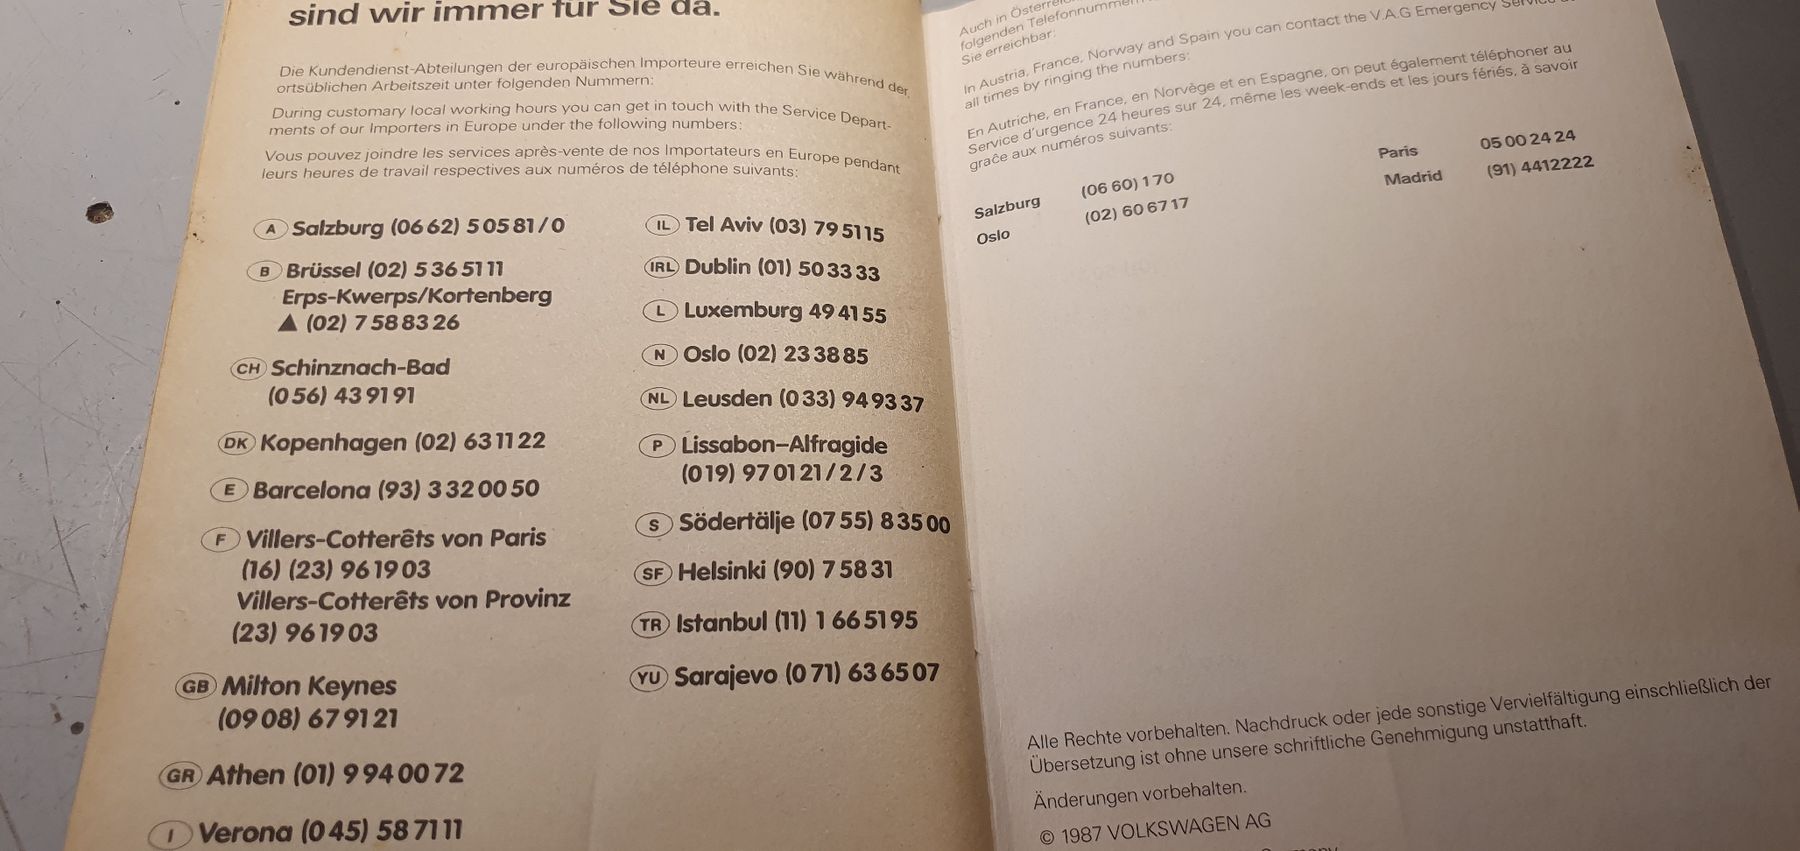 sind wir immer für Sie da.
Die Kundendienst-Abteilungen der europäischen Importeure erreichen Sie während der
ortsüblichen Arbeitszeit unter folgenden Nummern:
During customary local working hours you can get in touch with the Service Depart-
ments of our Importers in Europe under the following numbers:
Vous pouvez joindre les services après-vente de nos Importateurs en Europe pendant
leurs heures de travail respectives aux numéros de téléphone suivants:
A Salzburg (06 62) 5 05 81 / 0
B Brüssel (02) 5 36 51 11
Erps-Kwerps/Kortenberg
▲ (02) 7 58 83 26
CH Schinznach-Bad
(0 56) 43 91 91
DK Kopenhagen (02) 63 11 22
E Barcelona (93) 3 32 00 50
F Villers-Cotterêts von Paris
(16) (23) 96 19 03
Villers-Cotterêts von Provinz
(23) 96 19 03
GB Milton Keynes
(09 08) 67 91 21
GR Athen (01) 9 94 00 72
I Verona (0 45) 58 71 11
IL Tel Aviv (03) 79 51 15
IRL Dublin (01) 50 33 33
L Luxemburg 49 41 55
N Oslo (02) 23 38 85
NL Leusden (0 33) 94 93 37
P Lissabon–Alfragide
(0 19) 97 01 21 / 2 / 3
S Södertälje (07 55) 8 35 00
SF Helsinki (90) 7 58 31
TR Istanbul (11) 1 66 51 95
YU Sarajevo (0 71) 63 65 07
Auch in Österreich
folgenden Telefonnummern
Sie erreichbar:
In Austria, France, Norway and Spain you can contact the V.A.G Emergency Service
all times by ringing the numbers:
En Autriche, en France, en Norvège et en Espagne, on peut également téléphoner au
Service d'urgence 24 heures sur 24, même les week-ends et les jours fériés, à savoir
grace aux numéros suivants:
Salzburg (06 60) 1 70
Oslo (02) 60 67 17
Paris 05 00 24 24
Madrid (91) 4412222
Alle Rechte vorbehalten. Nachdruck oder jede sonstige Vervielfältigung einschließlich der
Übersetzung ist ohne unsere schriftliche Genehmigung unstatthaft.
Änderungen vorbehalten.
© 1987 VOLKSWAGEN AG